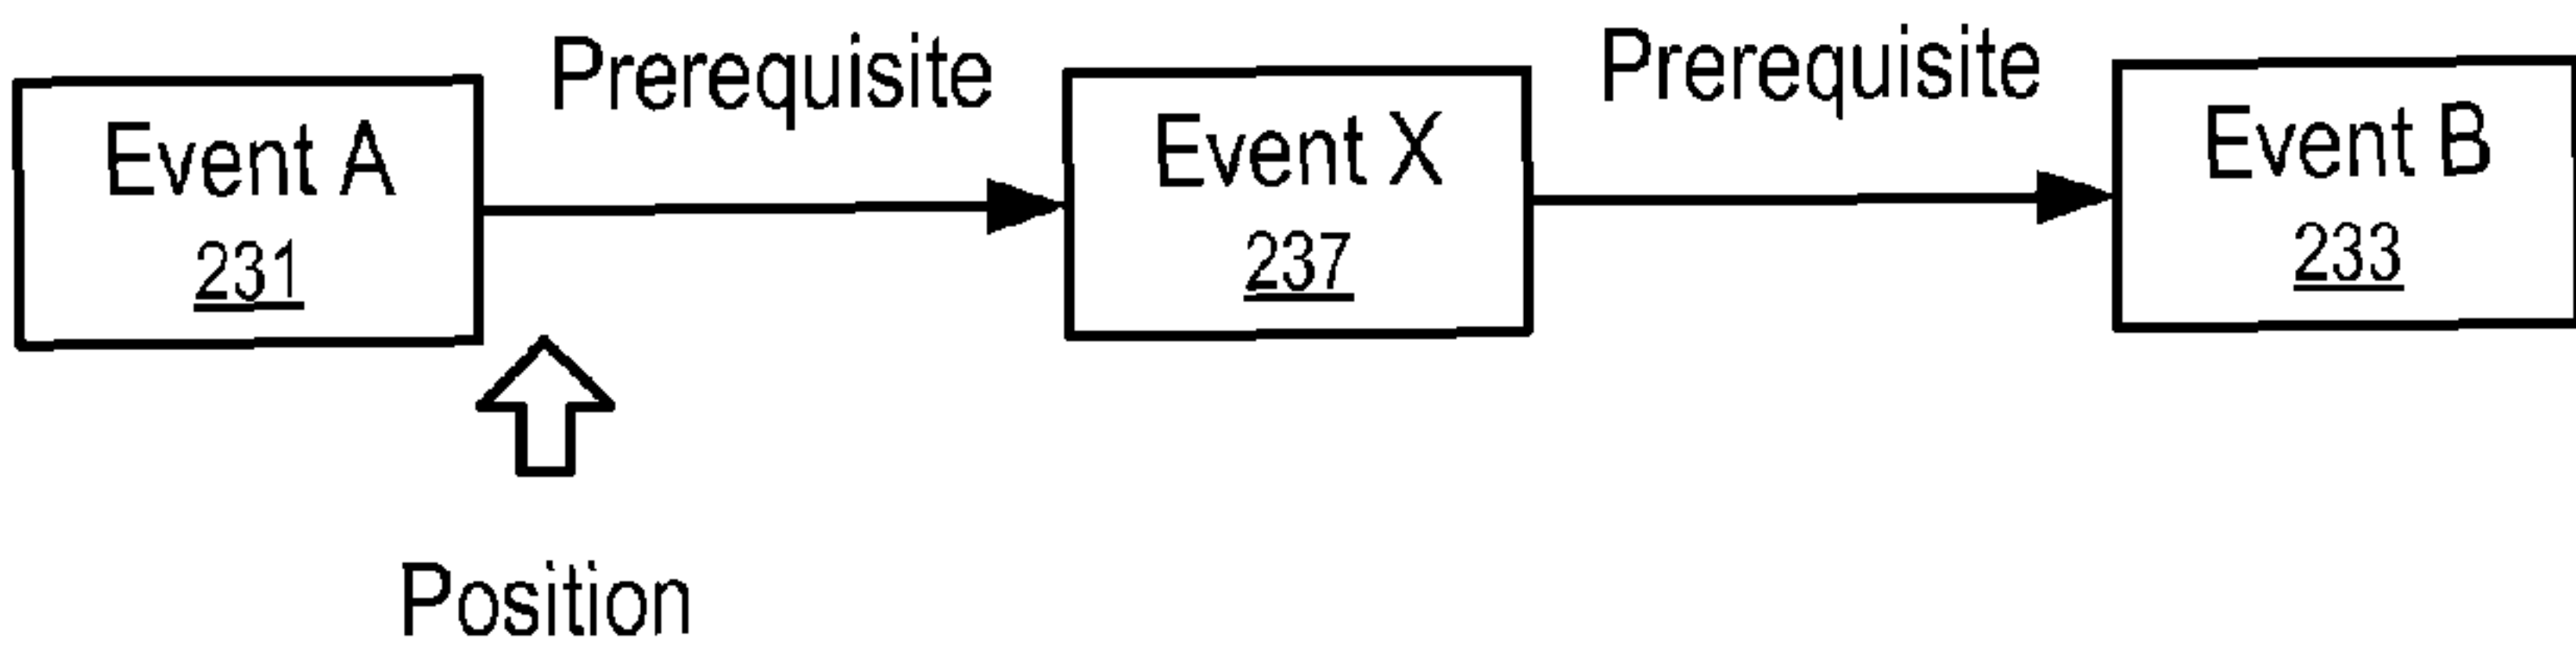 Prerequisite
Prerequisite
Event A
231
Event X
237
Event B
233
Position